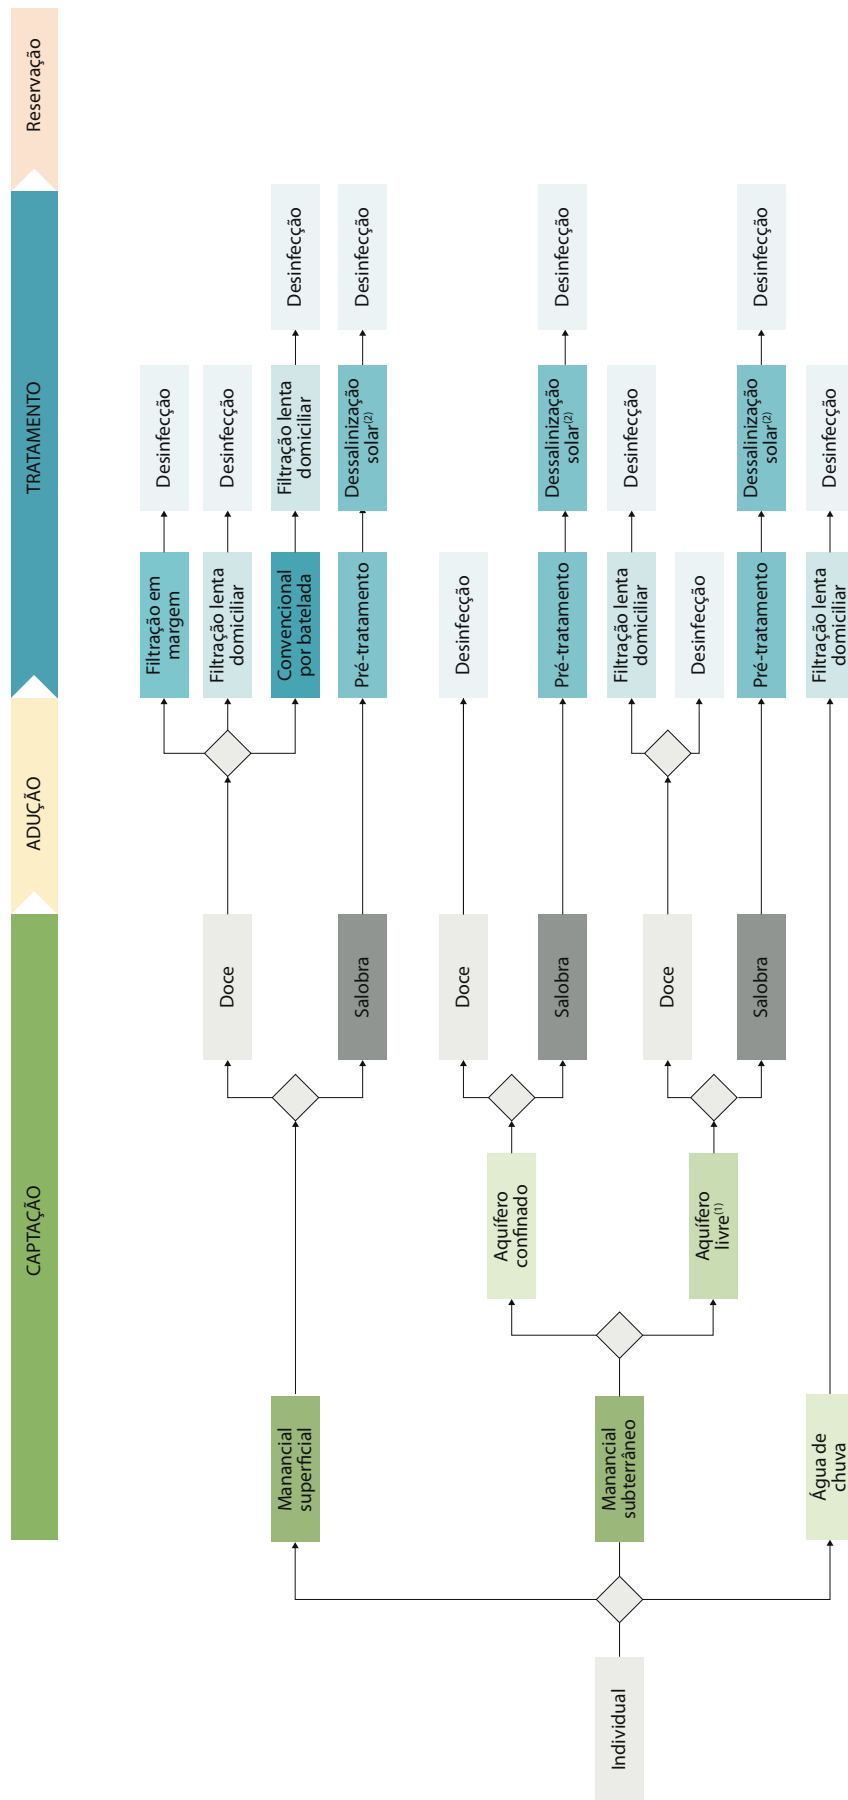 CAPTAÇÃO
ADUÇÃO
TRATAMENTO
Reservação
Individual
Manancial
superficial
Doce
Filtração em
margem
Desinfecção
Filtração lenta
domiciliar
Desinfecção
Convencional
por batelada
Filtração lenta
domiciliar
Desinfecção
Salobra
Pré-tratamento
Dessalinização
solar(2)
Desinfecção
Manancial
subterrâneo
Aquífero
confinado
Doce
Desinfecção
Salobra
Pré-tratamento
Dessalinização
solar(2)
Desinfecção
Aquífero
livre(1)
Doce
Filtração lenta
domiciliar
Desinfecção
Desinfecção
Salobra
Pré-tratamento
Dessalinização
solar(2)
Desinfecção
Água de
chuva
Filtração lenta
domiciliar
Desinfecção